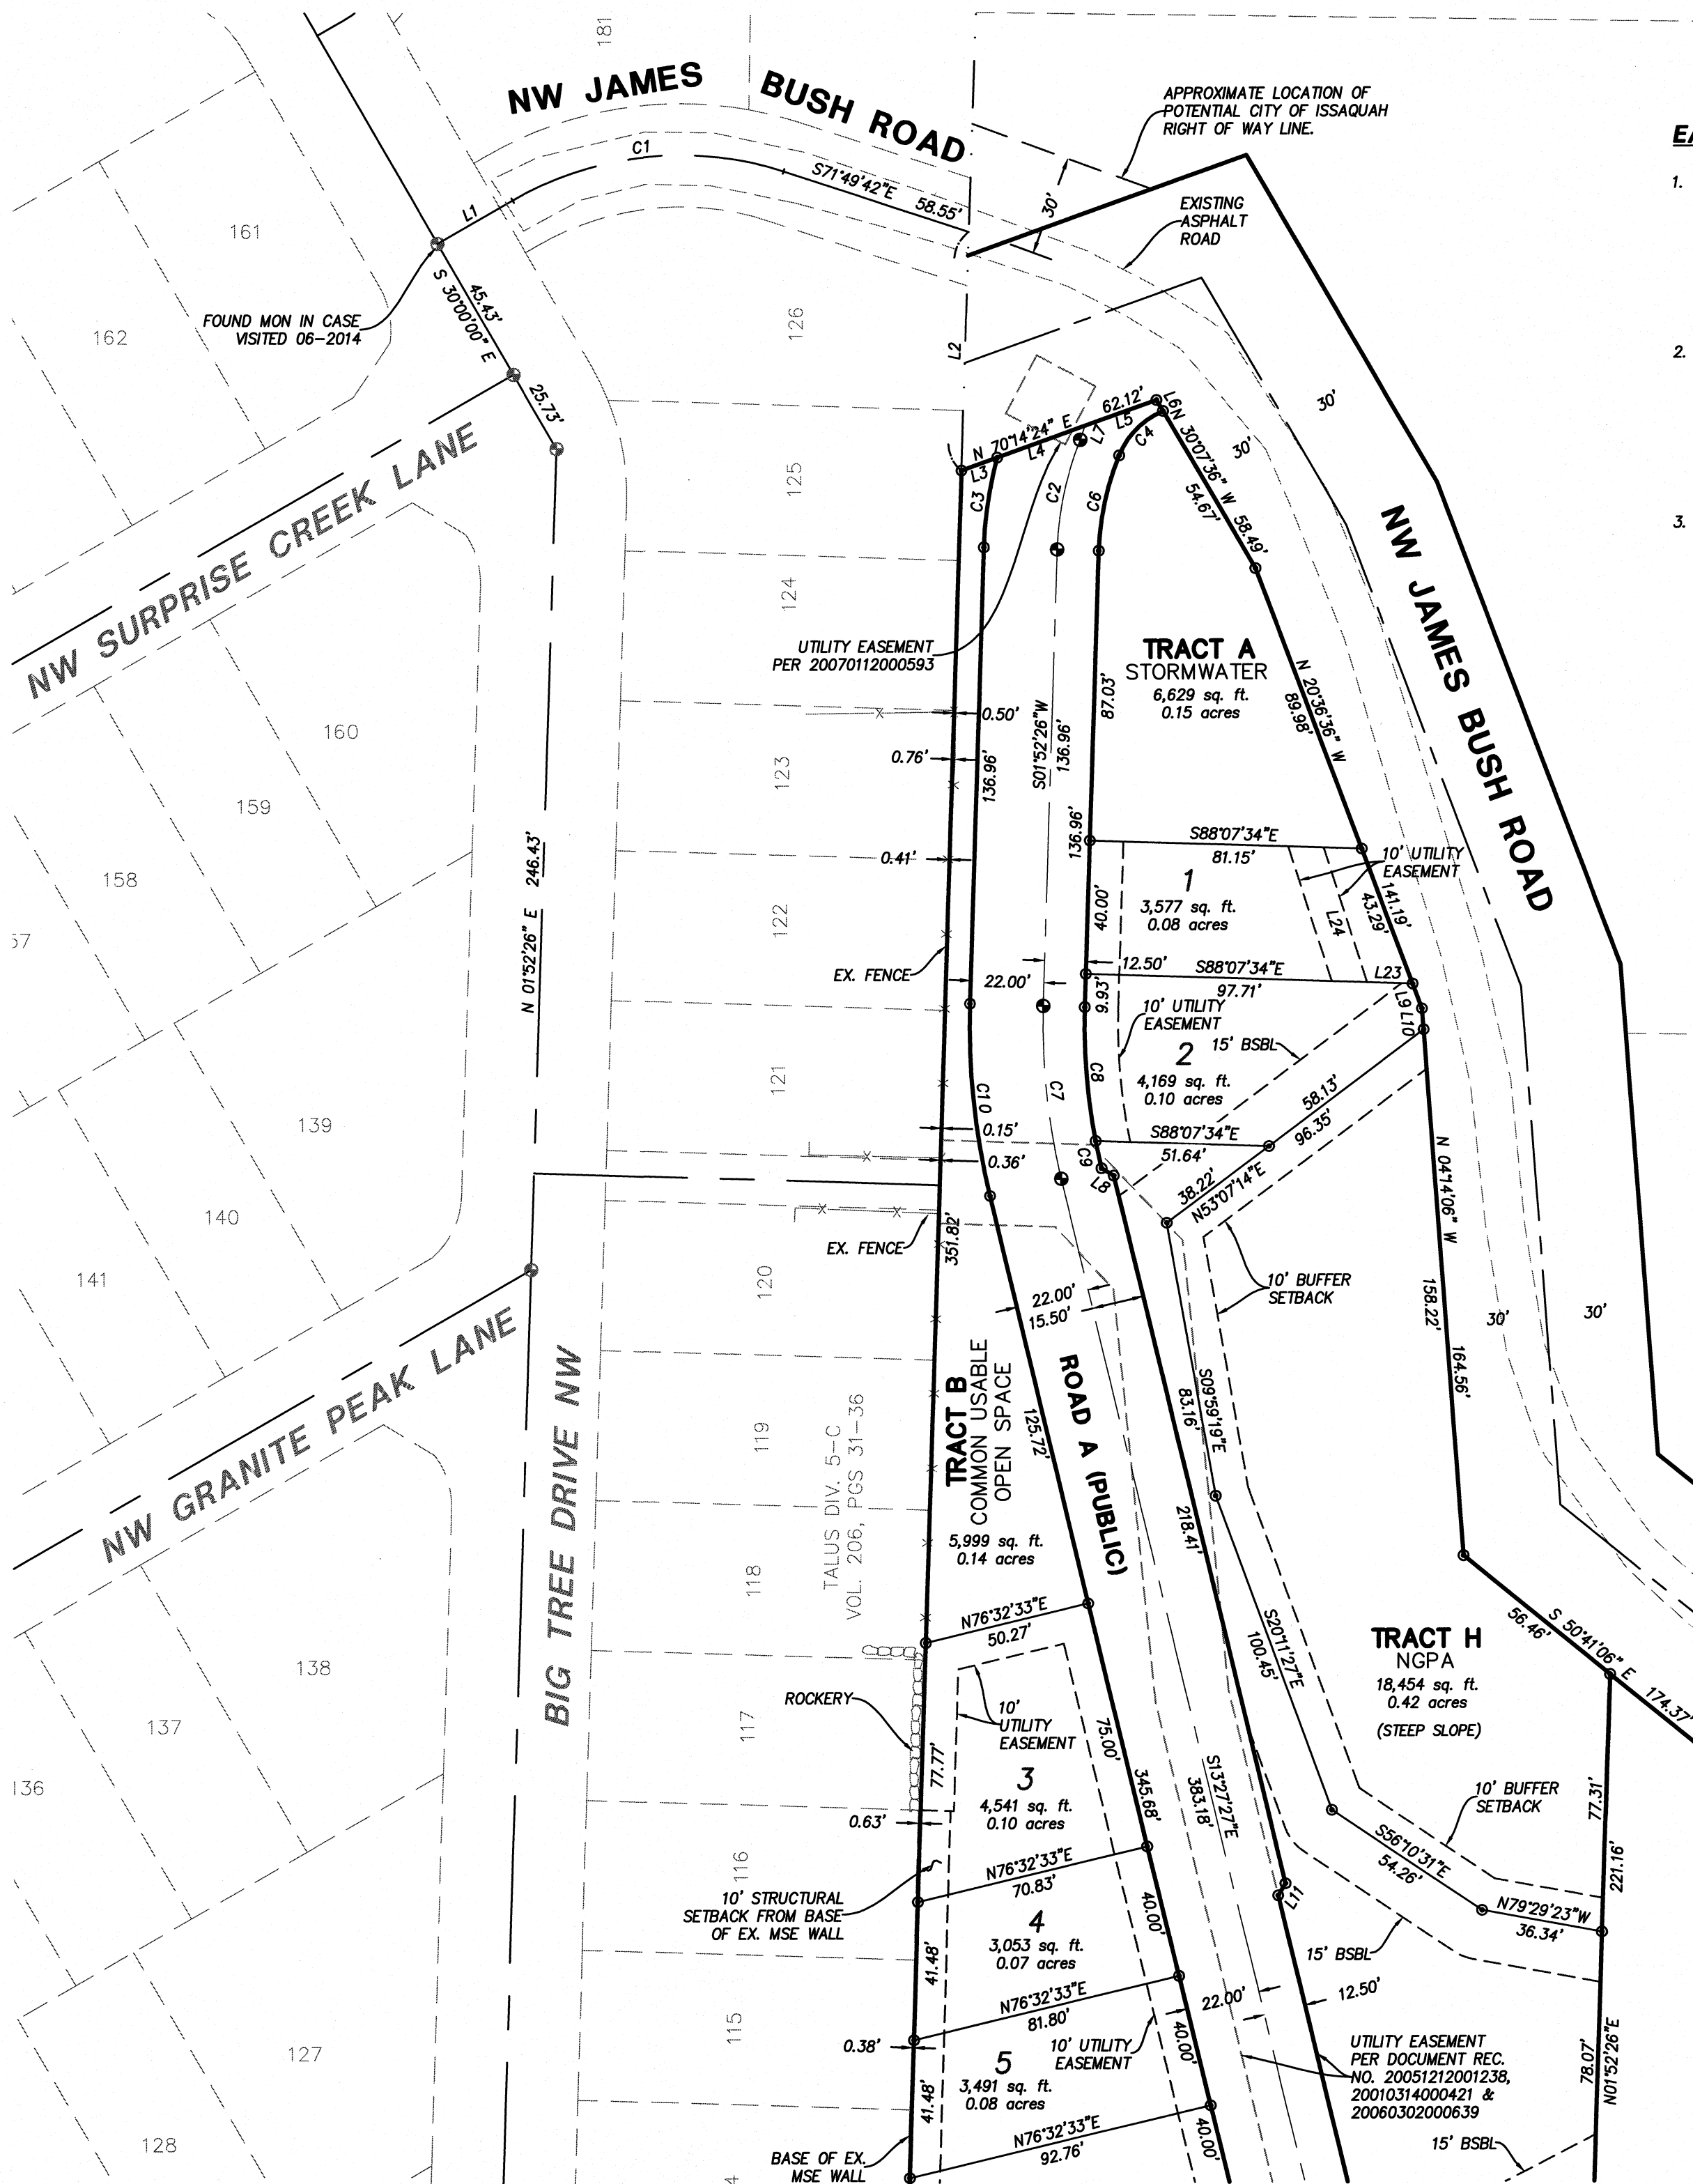 181
NW JAMES BUSH ROAD
APPROXIMATE LOCATION OF
POTENTIAL CITY OF ISSAQUAH
RIGHT OF WAY LINE.
1.
C1
S71°49'42"E
58.55'
30'
EXISTING
ASPHALT
ROAD
L1
161
45.43'
S 30°00'00" E
FOUND MON IN CASE
VISITED 06-2014
162
126
L2
2.
25.73'
30'
62.12'
L6
N 70°14'24" E
L5
L7
L4
L3
C4
N 30°07'36" W
54.67'
58.49'
30'
125
C3
C2
C6
3.
NW SURPRISE CREEK LANE
124
UTILITY EASEMENT
PER 20070112000593
TRACT A
STORMWATER
6,629 sq. ft.
0.15 acres
NW JAMES BUSH ROAD
N 20°36'36" W
89.98'
87.03'
0.50'
S01°52'26"W
136.96'
160
0.76'
136.96'
123
159
136.96'
S88°07'34"E
81.15'
10' UTILITY
EASEMENT
0.41'
N 01°52'26" E 246.43'
158
1
3,577 sq. ft.
0.08 acres
40.00'
141.19'
43.29'
L24
122
57
EX. FENCE
12.50'
S88°07'34"E
97.71'
L23
22.00'
9.93'
10' UTILITY
EASEMENT
L9
L10
15' BSBL
2
4,169 sq. ft.
0.10 acres
121
C10
C7
C8
58.13'
96.35'
139
0.15'
S88°07'34"E
51.64'
0.36'
C9
L8
38.22'
N53°07'14"E
N 04°14'06" W
140
351.82'
EX. FENCE
141
120
10' BUFFER
SETBACK
22.00'
15.50'
158.22'
30'
30'
164.56'
NW GRANITE PEAK LANE
BIG TREE DRIVE NW
TRACT B
COMMON USABLE
OPEN SPACE
5,999 sq. ft.
0.14 acres
ROAD A (PUBLIC)
125.72'
S09°59'19"E
83.16'
119
TALUS DIV. 5-C
VOL. 206, PGS 31-36
218.41'
118
N76°32'33"E
50.27'
S20°11'27"E
100.45'
TRACT H
NGPA
18,454 sq. ft.
0.42 acres
(STEEP SLOPE)
S 50°41'06" E
56.46'
174.37'
138
137
136
ROCKERY
10'
UTILITY
EASEMENT
117
77.77'
75.00'
345.68'
S13°27'27"E
383.18'
3
4,541 sq. ft.
0.10 acres
0.63'
10' BUFFER
SETBACK
77.31'
221.16'
S56°10'31"E
54.26'
116
N76°32'33"E
70.83'
10' STRUCTURAL
SETBACK FROM BASE
OF EX. MSE WALL
L11
N79°29'23"W
36.34'
4
3,053 sq. ft.
0.07 acres
40.00'
41.48'
15' BSBL
N76°32'33"E
81.80'
22.00'
12.50'
115
127
0.38'
5
3,491 sq. ft.
0.08 acres
10' UTILITY
EASEMENT
40.00'
UTILITY EASEMENT
PER DOCUMENT REC.
NO. 20051212001238,
20010314000421 &
20060302000639
78.07'
N01°52'26"E
41.48'
N76°32'33"E
92.76'
40.00'
128
BASE OF EX.
MSE WALL
15' BSBL